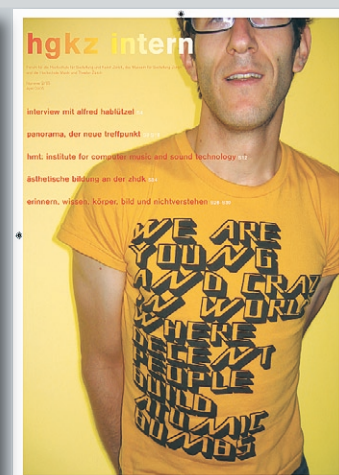 hgkz intern
interview mit alfred hablützel
panorama, der neue treffpunkt
hmt. institute for computer music and sound technology
ästhetische bildung an der zhdk
erinnern, wissen, körper, bild und nichtverstehen
WE ARE
YOUNG
AND CRAZ
IN WORLD
WHERE
DECENT
PEOPLE
BUILD
ATOMIC
BOMBS